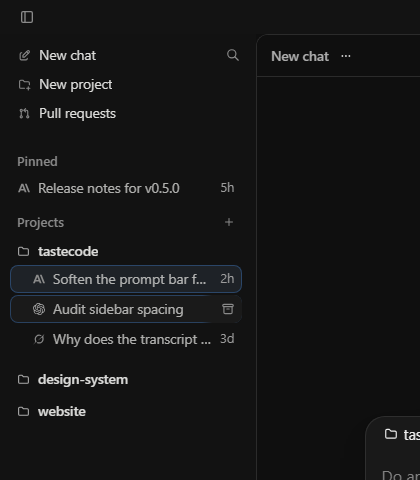 New chat
New chat ...
New project
Pull requests
Pinned
Release notes for v0.5.0 5h
Projects
tastecode
Soften the prompt bar f... 2h
Audit sidebar spacing
Why does the transcript ... 3d
design-system
website
tas
Do an